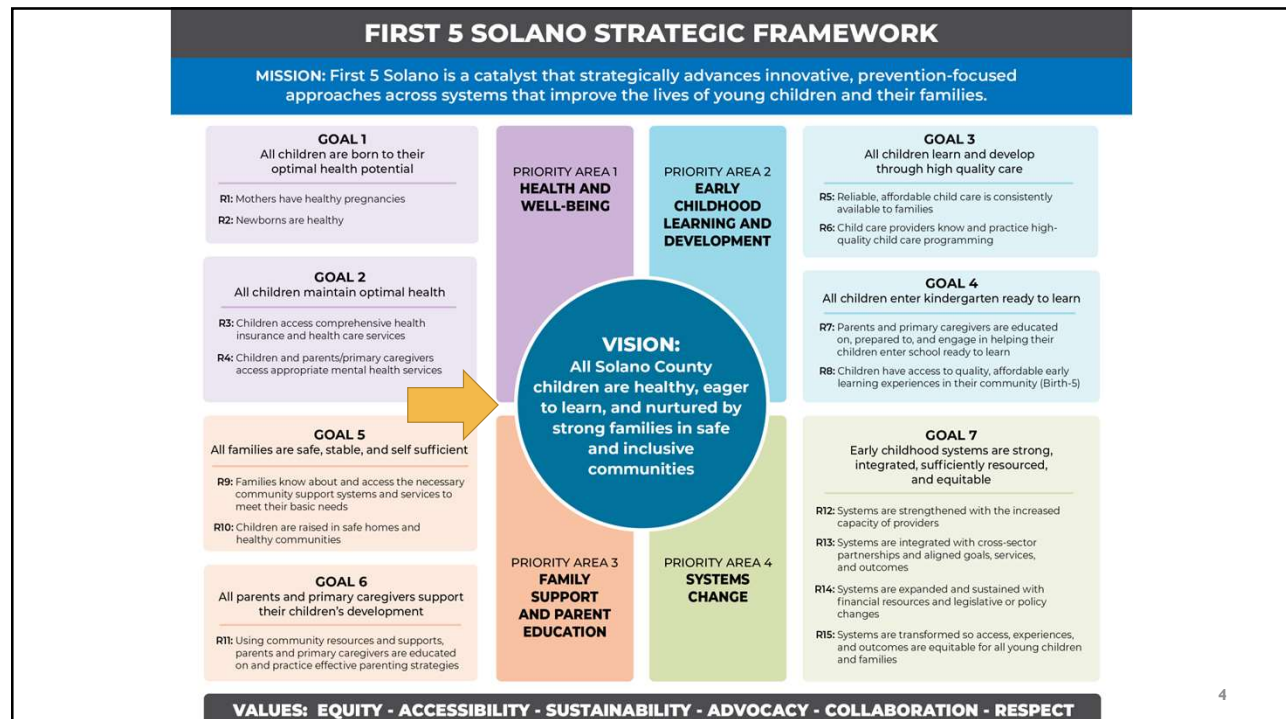 FIRST 5 SOLANO STRATEGIC FRAMEWORK
MISSION: First 5 Solano is a catalyst that strategically advances innovative, prevention-focused
approaches across systems that improve the lives of young children and their families.
GOAL 1
All children are born to their
optimal health potential
R1: Mothers have healthy pregnancies
R2: Newborns are healthy
GOAL 2
All children maintain optimal health
R3: Children access comprehensive health
insurance and health care services
R4: Children and parents/primary caregivers
access appropriate mental health services
PRIORITY AREA 1
HEALTH AND
WELL-BEING
PRIORITY AREA 2
EARLY
CHILDHOOD
LEARNING AND
DEVELOPMENT
GOAL 3
All children learn and develop
through high quality care
R5: Reliable, affordable child care is consistently
available to families
R6: Child care providers know and practice high-
quality child care programming
GOAL 4
All children enter kindergarten ready to learn
R7: Parents and primary caregivers are educated
on, prepared to, and engage in helping their
children enter school ready to learn
R8: Children have access to quality, affordable early
learning experiences in their community (Birth-5)
VISION:
All Solano County
children are healthy, eager
to learn, and nurtured by
strong families in safe
and inclusive
communities
GOAL 5
All families are safe, stable, and self sufficient
R9: Families know about and access the necessary
community support systems and services to
meet their basic needs
R10: Children are raised in safe homes and
healthy communities
GOAL 6
All parents and primary caregivers support
their children's development
R11: Using community resources and supports,
parents and primary caregivers are educated
on and practice effective parenting strategies
PRIORITY AREA 3
FAMILY
SUPPORT
AND PARENT
EDUCATION
PRIORITY AREA 4
SYSTEMS
CHANGE
GOAL 7
Early childhood systems are strong,
integrated, sufficiently resourced,
and equitable
R12: Systems are strengthened with the increased
capacity of providers
R13: Systems are integrated with cross-sector
partnerships and aligned goals, services,
and outcomes
R14: Systems are expanded and sustained with
financial resources and legislative or policy
changes
R15: Systems are transformed so access, experiences,
and outcomes are equitable for all young children
and families
VALUES: EQUITY - ACCESSIBILITY - SUSTAINABILITY - ADVOCACY - COLLABORATION - RESPECT
4